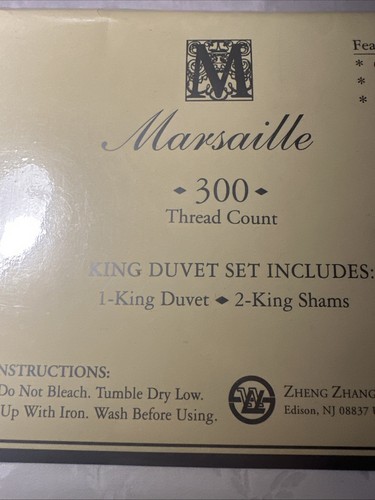 M
Fea
*
*
*
Marsaille
♦ 300 ♦
Thread Count
KING DUVET SET INCLUDES:
1-King Duvet ♦ 2-King Shams
NSTRUCTIONS:
Do Not Bleach. Tumble Dry Low.
Up With Iron. Wash Before Using.
ZHENG ZHANG
Edison, NJ 08837